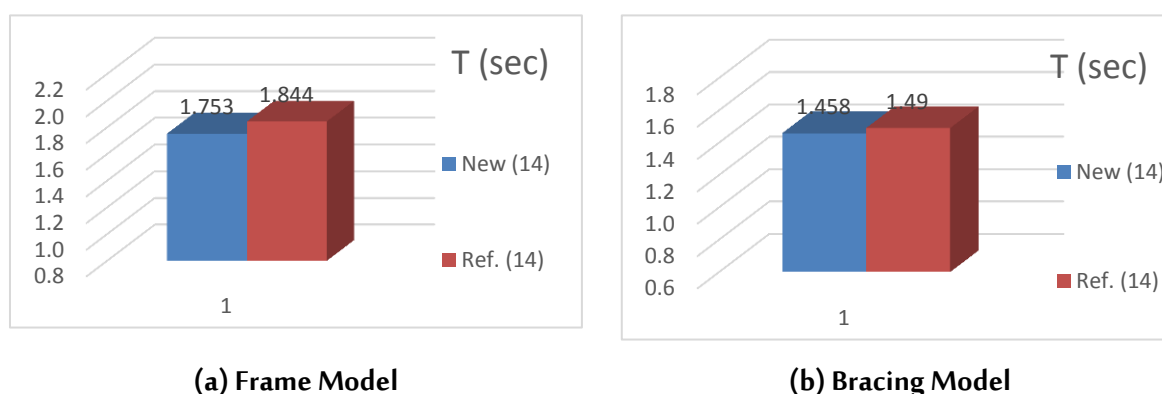 T (sec)
2.2
2.0
1.8
1.6
1.4
1.2
1.0
0.8
1.753
1.844
New (14)
Ref. (14)
1
(a) Frame Model
T (sec)
1.8
1.6
1.4
1.2
1.0
0.8
0.6
1.458
1.49
New (14)
Ref. (14)
1
(b) Bracing Model